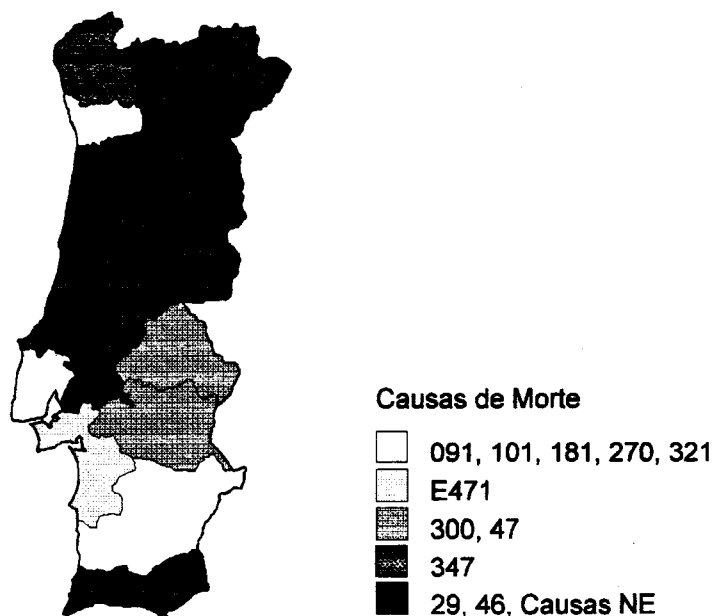 Causas de Morte
091, 101, 181, 270, 321
E471
300, 47
347
29, 46, Causas NE